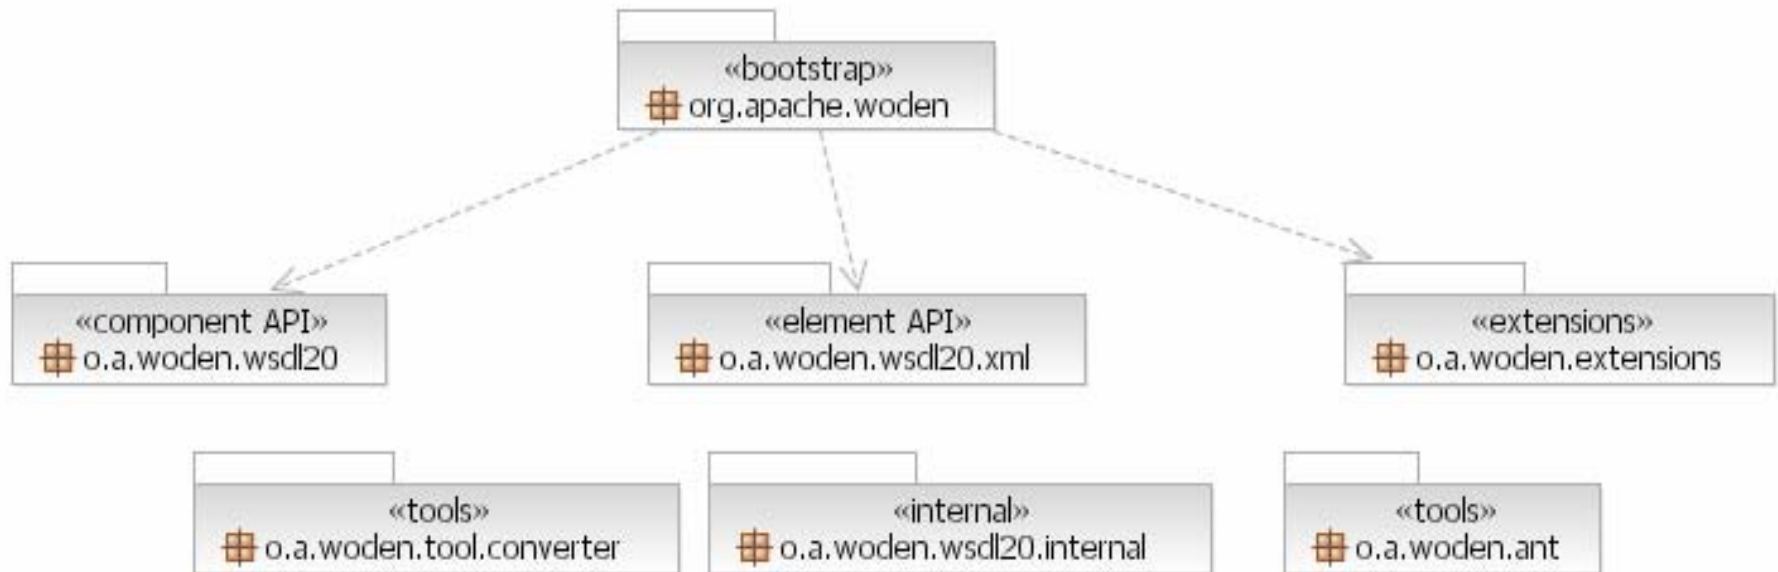 «bootstrap»
org.apache.woden
«component API»
o.a.woden.wsdl20
«element API»
o.a.woden.wsdl20.xml
«extensions»
o.a.woden.extensions
«tools»
o.a.woden.tool.converter
«internal»
o.a.woden.wsdl20.internal
«tools»
o.a.woden.ant